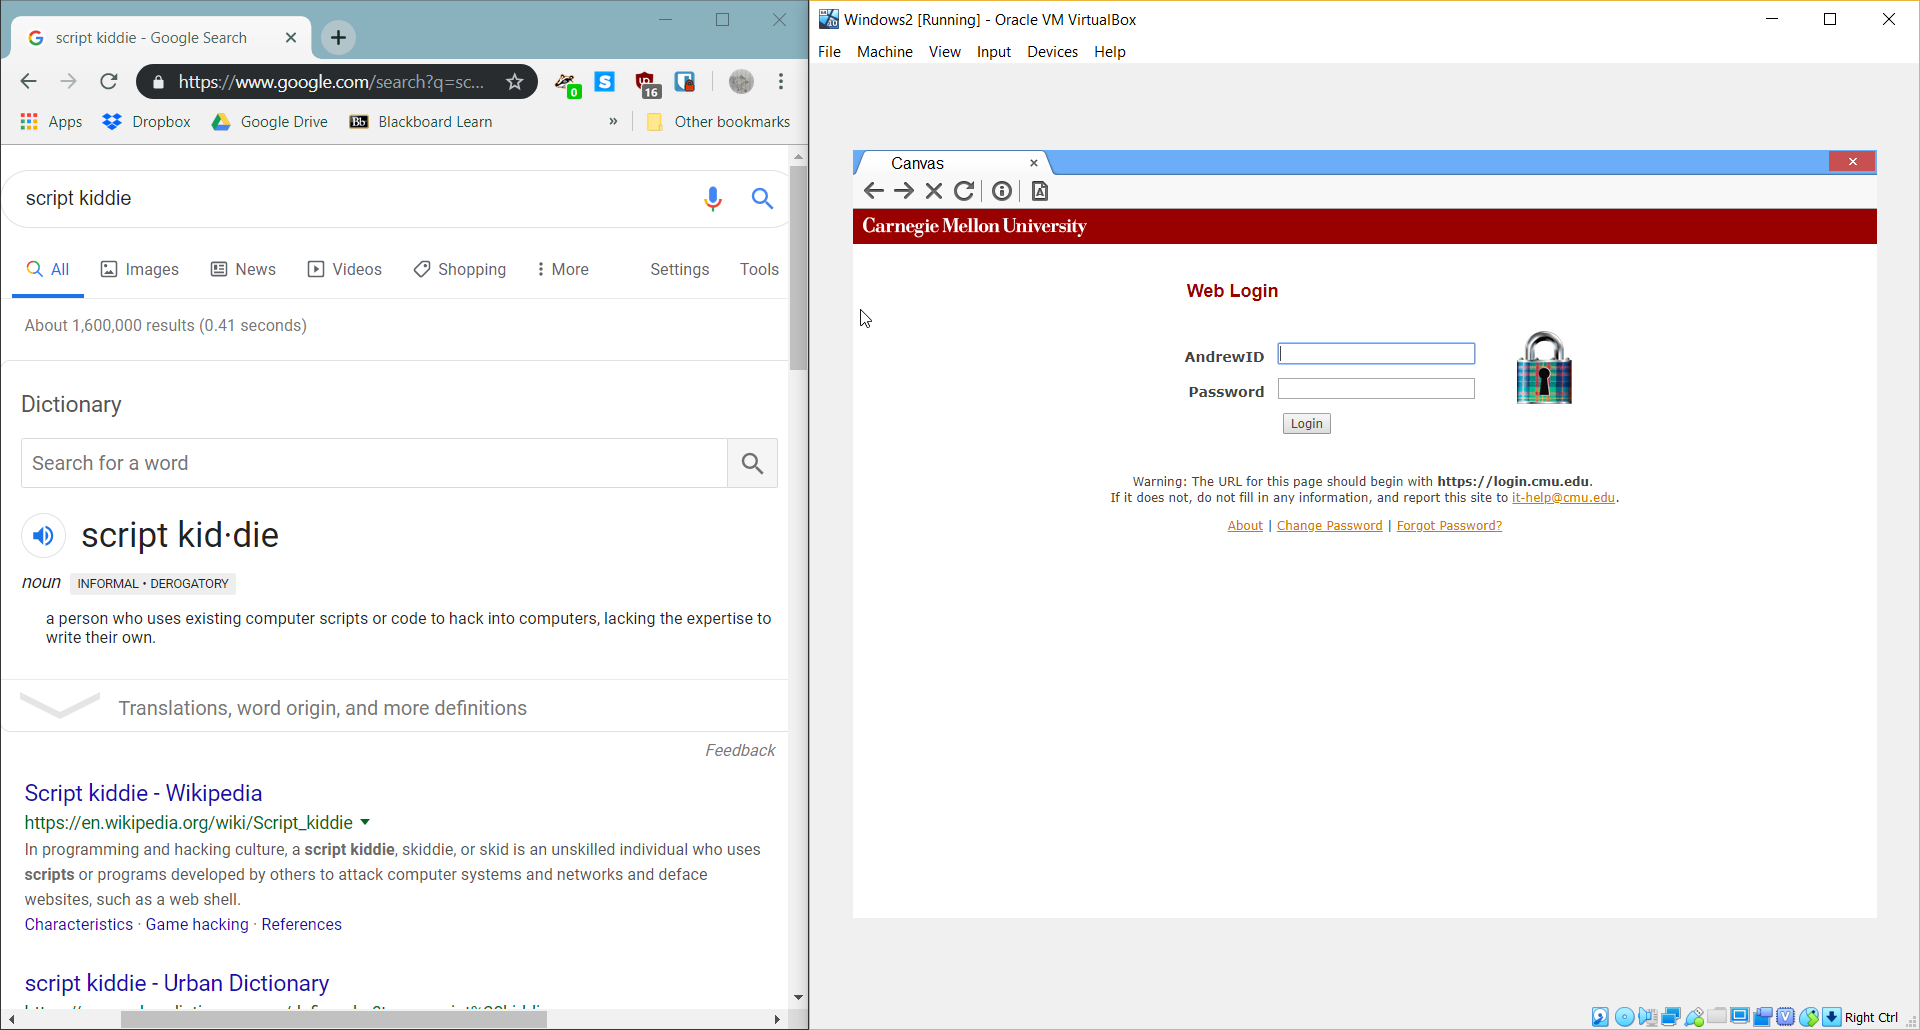 script kiddie - Google Search
https://www.google.com/search?q=sc...
0
16
Apps
Dropbox
Google Drive
Bb
Blackboard Learn
»
Other bookmarks
script kiddie
All
Images
News
Videos
Shopping
More
Settings
Tools
About 1,600,000 results (0.41 seconds)
Dictionary
Search for a word
script kid·die
noun INFORMAL • DEROGATORY
a person who uses existing computer scripts or code to hack into computers, lacking the expertise to
write their own.
Translations, word origin, and more definitions
Feedback
Script kiddie - Wikipedia
https://en.wikipedia.org/wiki/Script_kiddie
In programming and hacking culture, a script kiddie, skiddie, or skid is an unskilled individual who uses
scripts or programs developed by others to attack computer systems and networks and deface
websites, such as a web shell.
Characteristics · Game hacking · References
script kiddie - Urban Dictionary
Windows2 [Running] - Oracle VM VirtualBox
File Machine View Input Devices Help
Canvas
Carnegie Mellon University
Web Login
AndrewID
Password
Login
Warning: The URL for this page should begin with https://login.cmu.edu.
If it does not, do not fill in any information, and report this site to it-help@cmu.edu.
About | Change Password | Forgot Password?
Right Ctrl